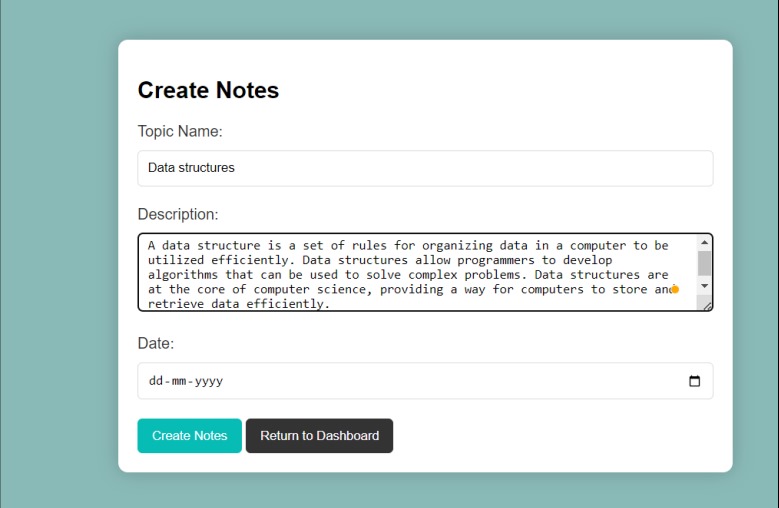 Create Notes
Topic Name:
Data structures
Description:
A data structure is a set of rules for organizing data in a computer to be
utilized efficiently. Data structures allow programmers to develop
algorithms that can be used to solve complex problems. Data structures are
at the core of computer science, providing a way for computers to store and
retrieve data efficiently.
Date:
dd-mm-yyyy
Create Notes Return to Dashboard